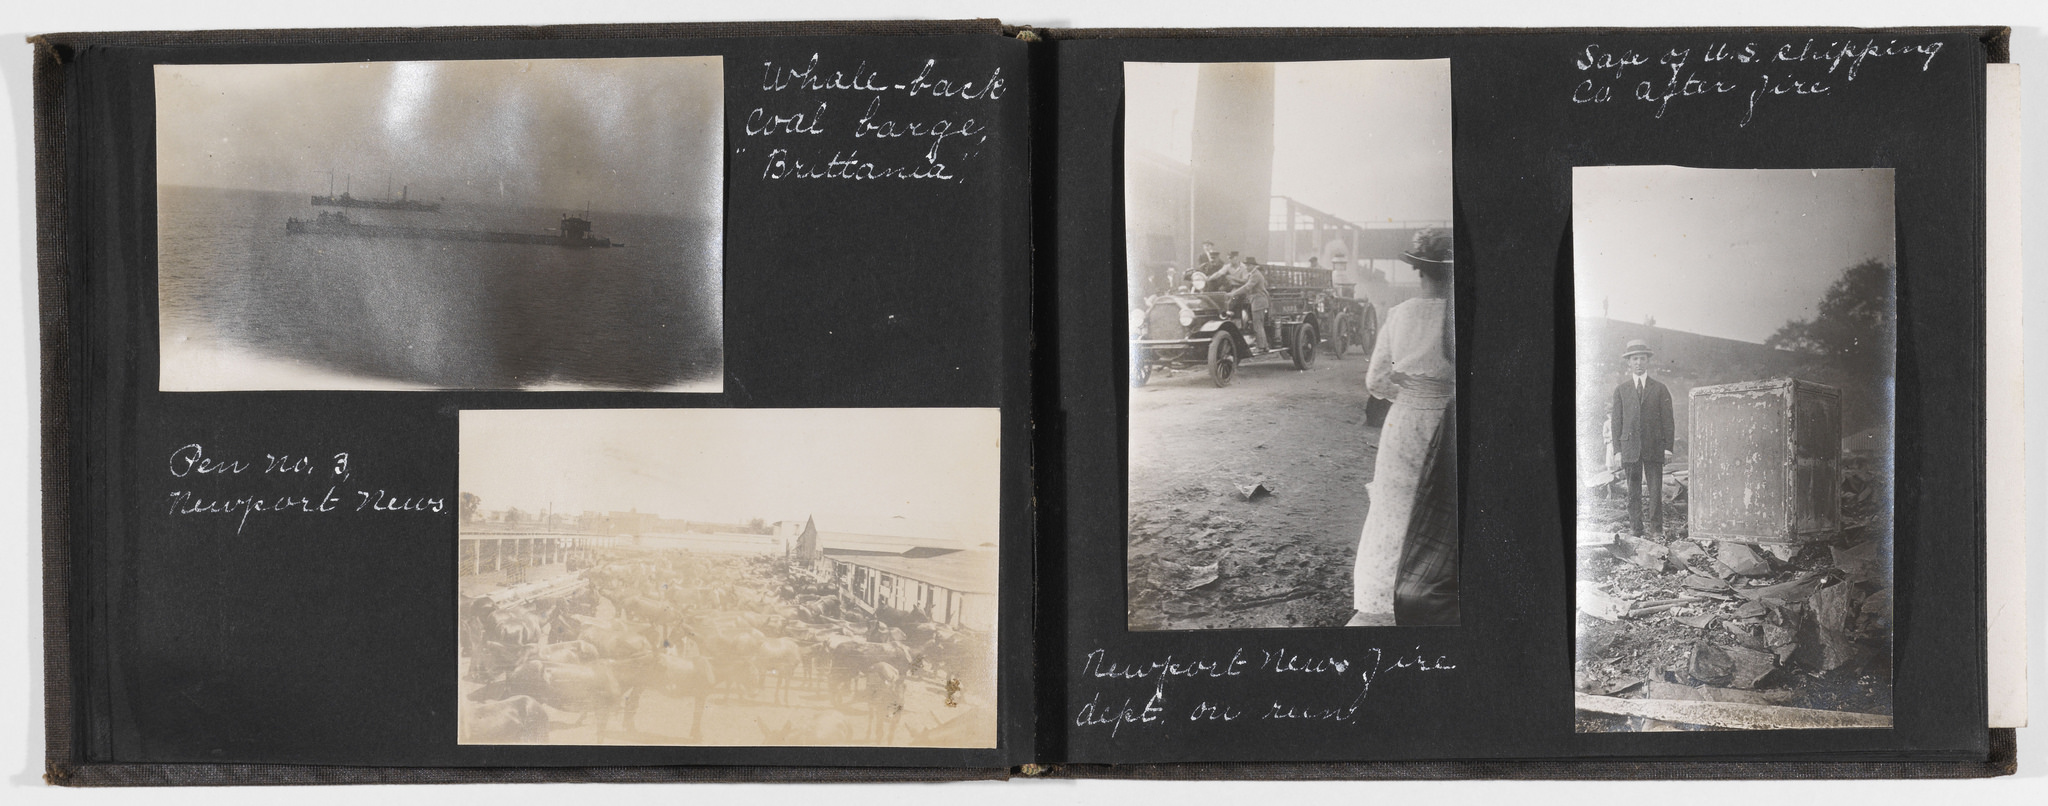 Whale-back
Coal barge,
"Brittania".
Pen no. 3,
Newport News.
Newport News Fire
dept. on run.
Safe of U.S. Shipping
Co. after fire.